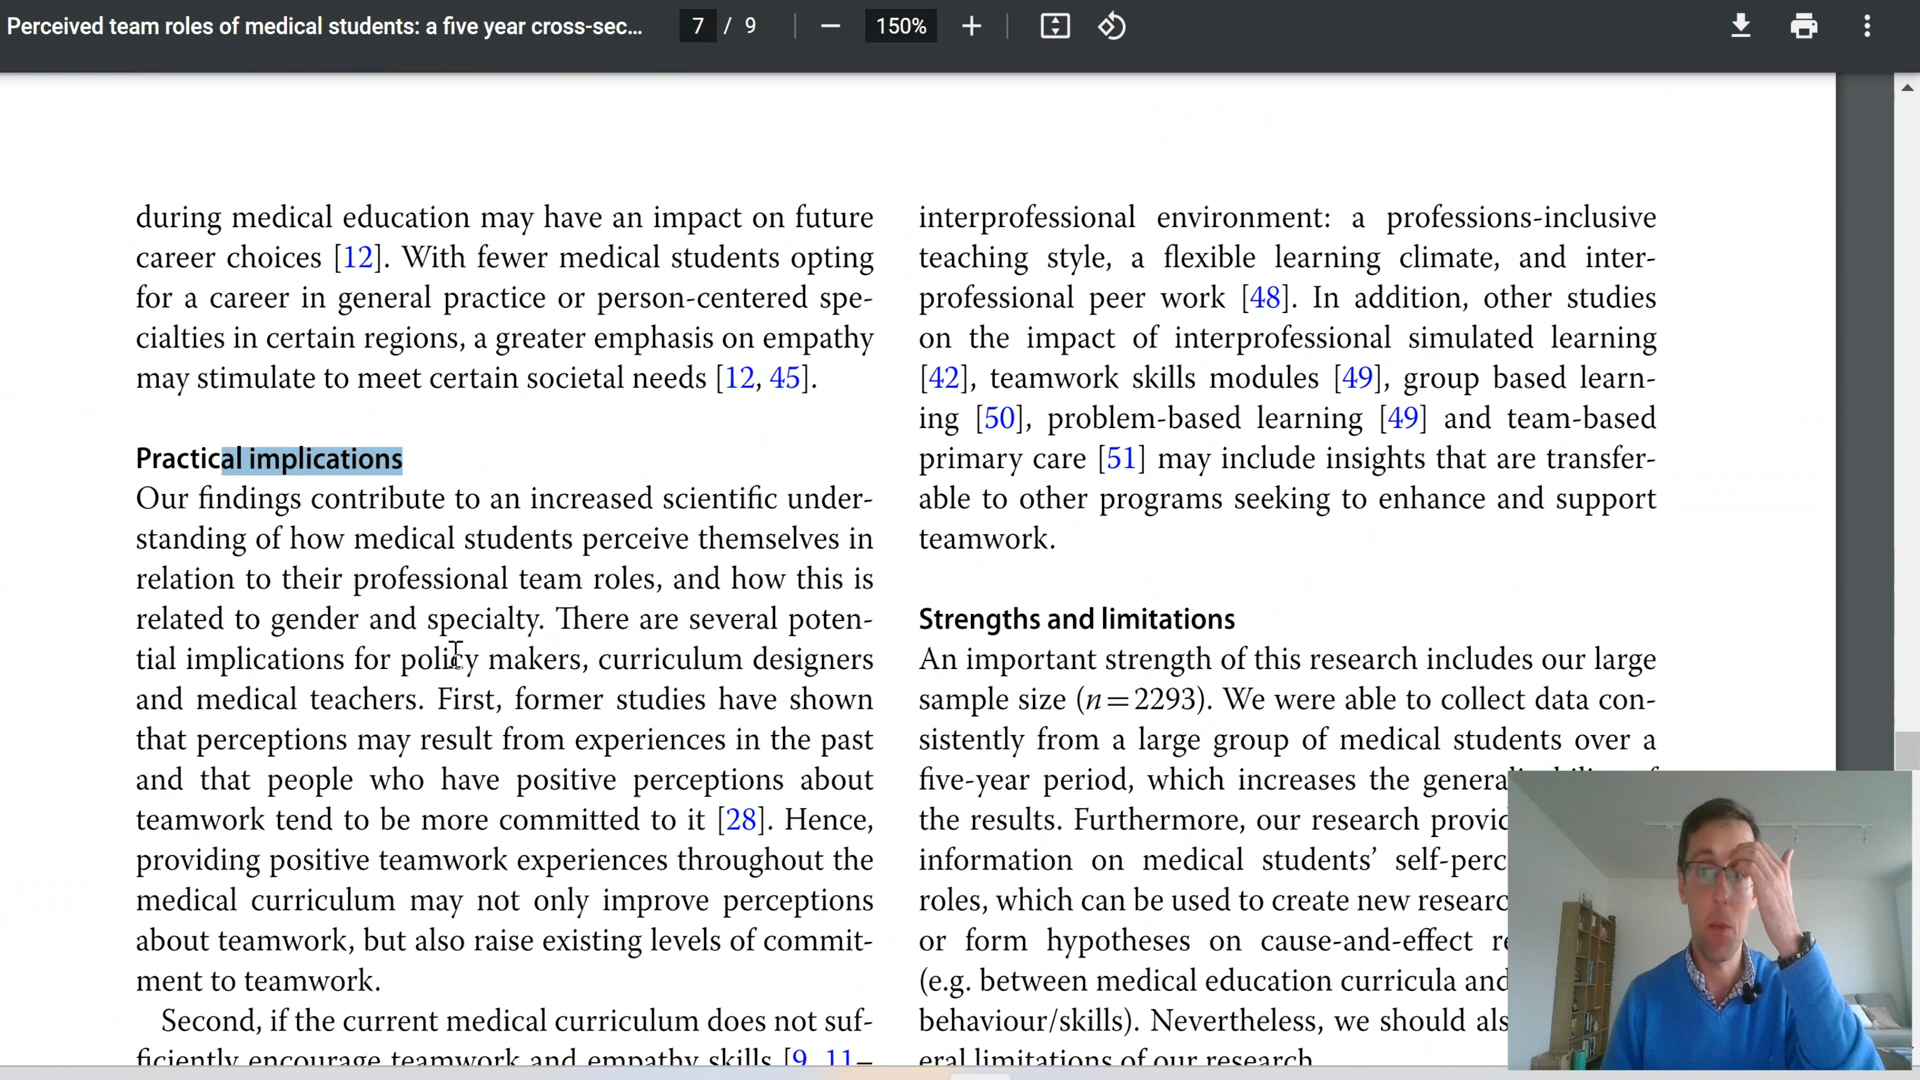 Perceived team roles of medical students: a five year cross-sec...
7 / 9
150%
during medical education may have an impact on future
career choices [12]. With fewer medical students opting
for a career in general practice or person-centered spe-
cialties in certain regions, a greater emphasis on empathy
may stimulate to meet certain societal needs [12, 45].
Practical implications
Our findings contribute to an increased scientific under-
standing of how medical students perceive themselves in
relation to their professional team roles, and how this is
related to gender and specialty. There are several poten-
tial implications for policy makers, curriculum designers
and medical teachers. First, former studies have shown
that perceptions may result from experiences in the past
and that people who have positive perceptions about
teamwork tend to be more committed to it [28]. Hence,
providing positive teamwork experiences throughout the
medical curriculum may not only improve perceptions
about teamwork, but also raise existing levels of commit-
ment to teamwork.
Second, if the current medical curriculum does not suf-
ficiently encourage teamwork and empathy skills [9, 11–
interprofessional environment: a professions-inclusive
teaching style, a flexible learning climate, and inter-
professional peer work [48]. In addition, other studies
on the impact of interprofessional simulated learning
[42], teamwork skills modules [49], group based learn-
ing [50], problem-based learning [49] and team-based
primary care [51] may include insights that are transfer-
able to other programs seeking to enhance and support
teamwork.
Strengths and limitations
An important strength of this research includes our large
sample size (n=2293). We were able to collect data con-
sistently from a large group of medical students over a
five-year period, which increases the
the results. Furthermore, our research
information on medical students'
roles, which can be used to create new
or form hypotheses on cause-and-effect
(e.g. between medical education curricula and
behaviour/skills). Nevertheless, we should
eral limitations of our research.